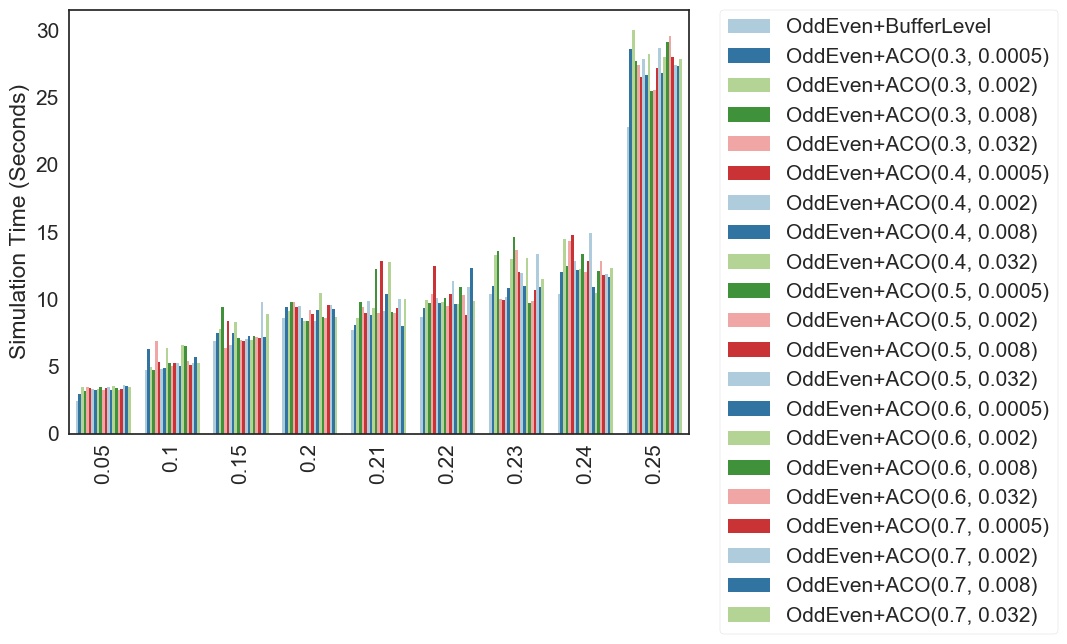 30
25
20
15
10
5
0
Simulation Time (Seconds)
0.05
0.1
0.15
0.2
0.21
0.22
0.23
0.24
0.25
OddEven+BufferLevel
OddEven+ACO(0.3, 0.0005)
OddEven+ACO(0.3, 0.002)
OddEven+ACO(0.3, 0.008)
OddEven+ACO(0.3, 0.032)
OddEven+ACO(0.4, 0.0005)
OddEven+ACO(0.4, 0.002)
OddEven+ACO(0.4, 0.008)
OddEven+ACO(0.4, 0.032)
OddEven+ACO(0.5, 0.0005)
OddEven+ACO(0.5, 0.002)
OddEven+ACO(0.5, 0.008)
OddEven+ACO(0.5, 0.032)
OddEven+ACO(0.6, 0.0005)
OddEven+ACO(0.6, 0.002)
OddEven+ACO(0.6, 0.008)
OddEven+ACO(0.6, 0.032)
OddEven+ACO(0.7, 0.0005)
OddEven+ACO(0.7, 0.002)
OddEven+ACO(0.7, 0.008)
OddEven+ACO(0.7, 0.032)